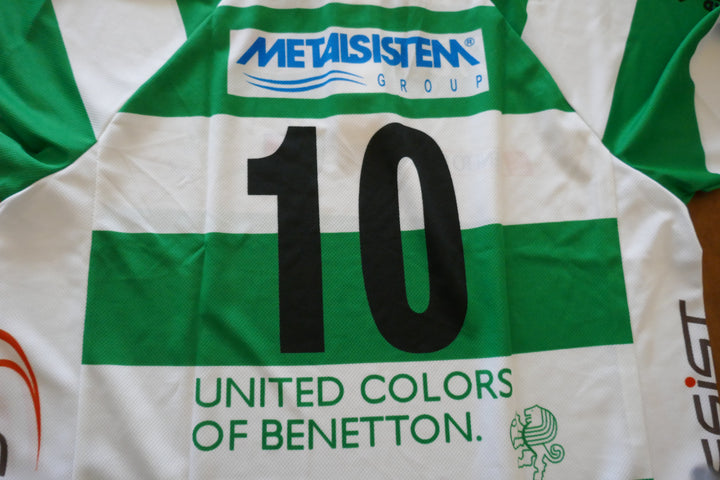 METALSISTEM®
GROUP
10
UNITED COLORS
OF BENETTON.